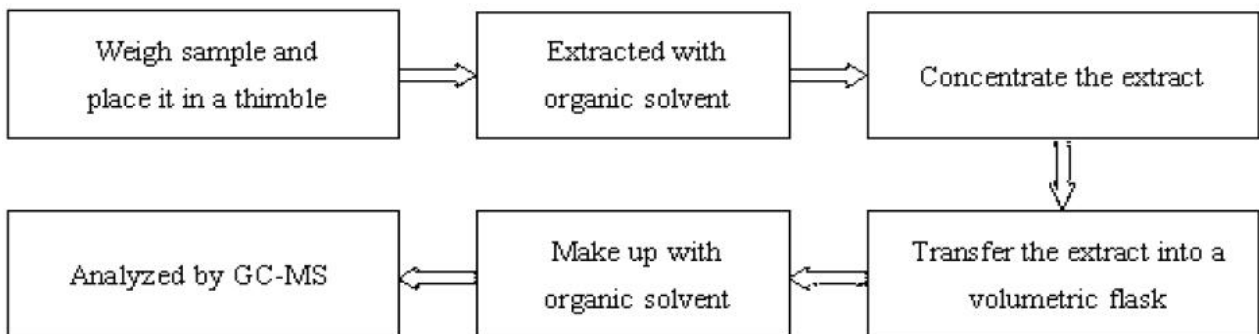 Weigh sample and
place it in a thimble
Extracted with
organic solvent
Concentrate the extract
Transfer the extract into a
volumetric flask
Make up with
organic solvent
Analyzed by GC-MS